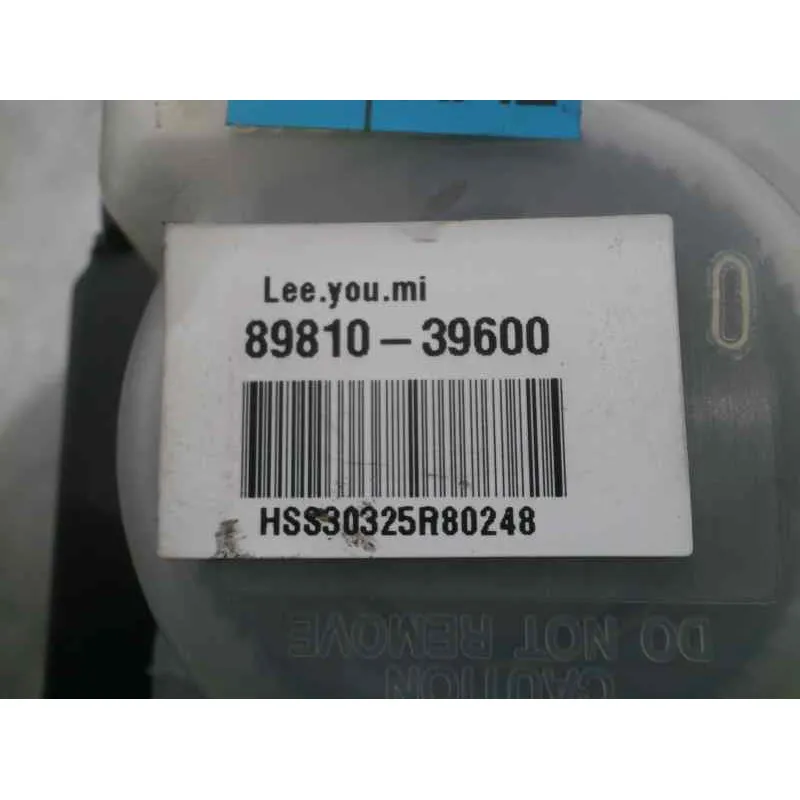 Lee.you.mi
89810-39600
HSS30325R80248
DO NOT REMOVE
CAUTION